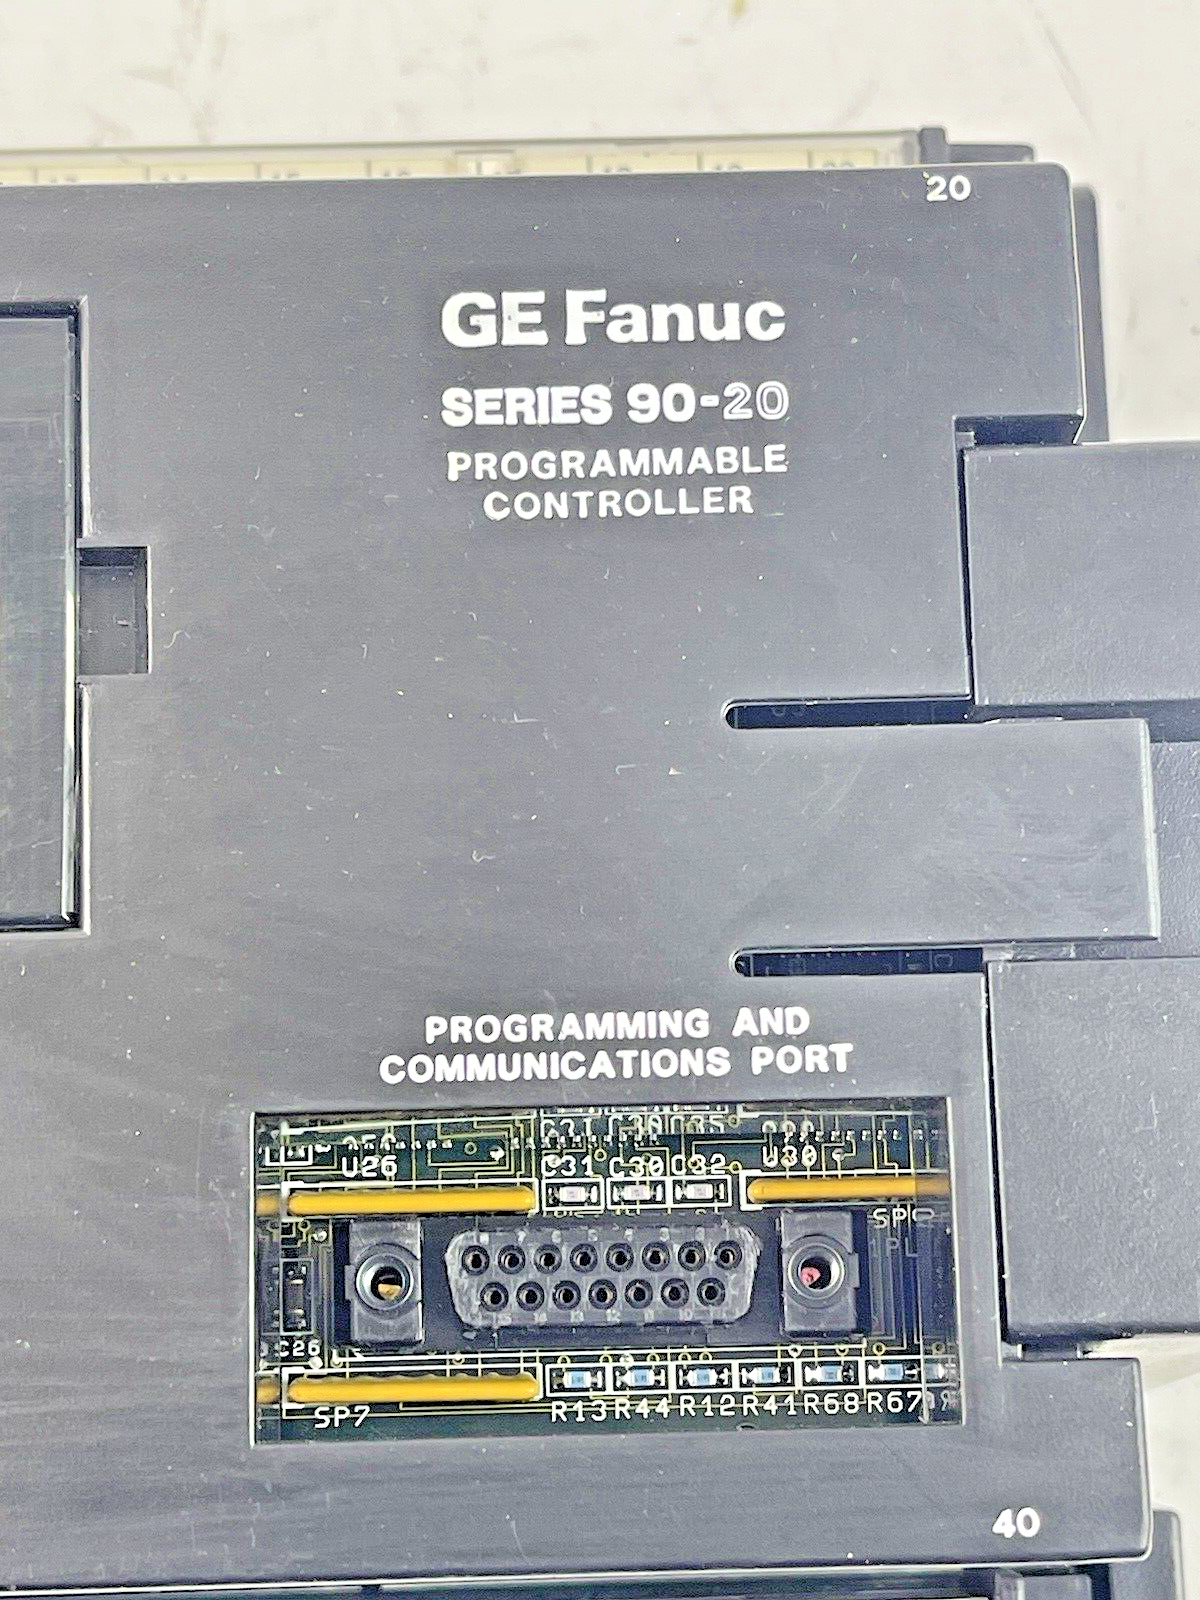 20
GE Fanuc
SERIES 90-20
PROGRAMMABLE
CONTROLLER
PROGRAMMING AND
COMMUNICATIONS PORT
U26 C31 C30 C32 U30
C26
SP7 R13 R44 R12 R41 R68 R67
40